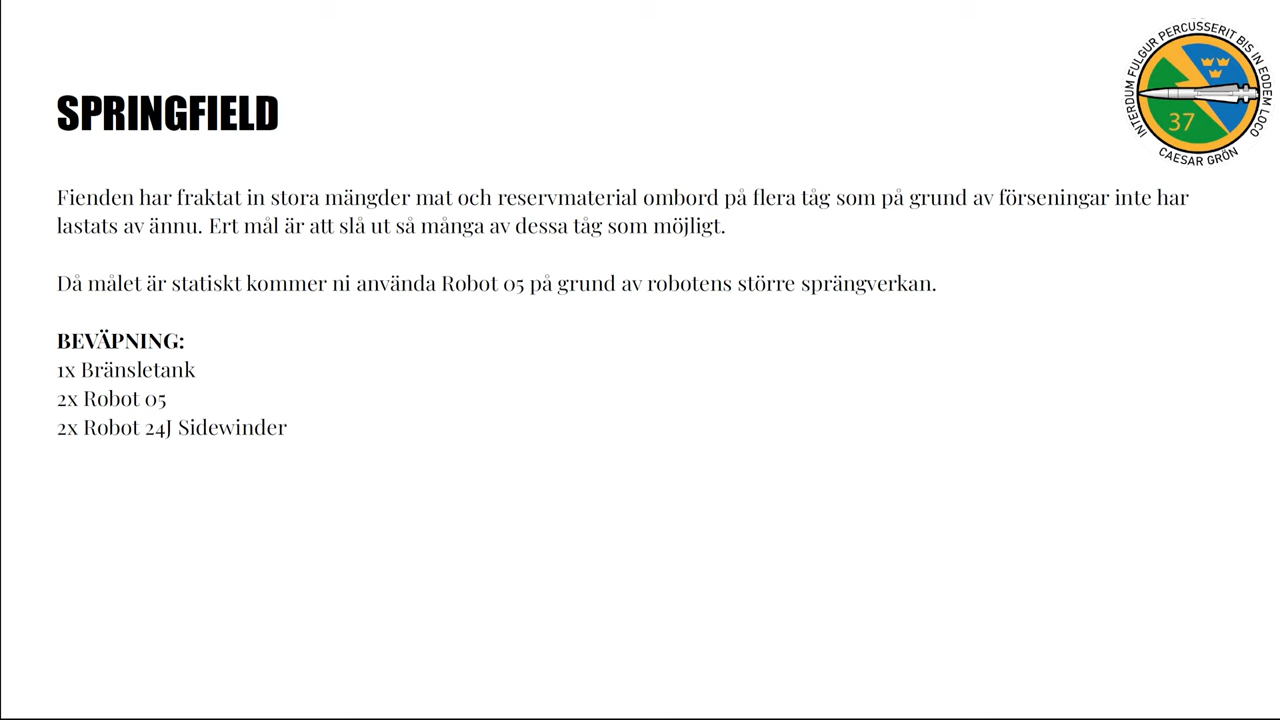 INTERDUM FULGUR PERCUSSERIT BIS IN EODEM LOCO
37
CAESAR GRÖN
SPRINGFIELD
Fienden har fraktat in stora mängder mat och reservmaterial ombord på flera tåg som på grund av förseningar inte har
lastats av ännu. Ert mål är att slå ut så många av dessa tåg som möjligt.
Då målet är statiskt kommer ni använda Robot 05 på grund av robotens större sprängverkan.
BEVÄPNING:
1x Bränsletank
2x Robot 05
2x Robot 24J Sidewinder